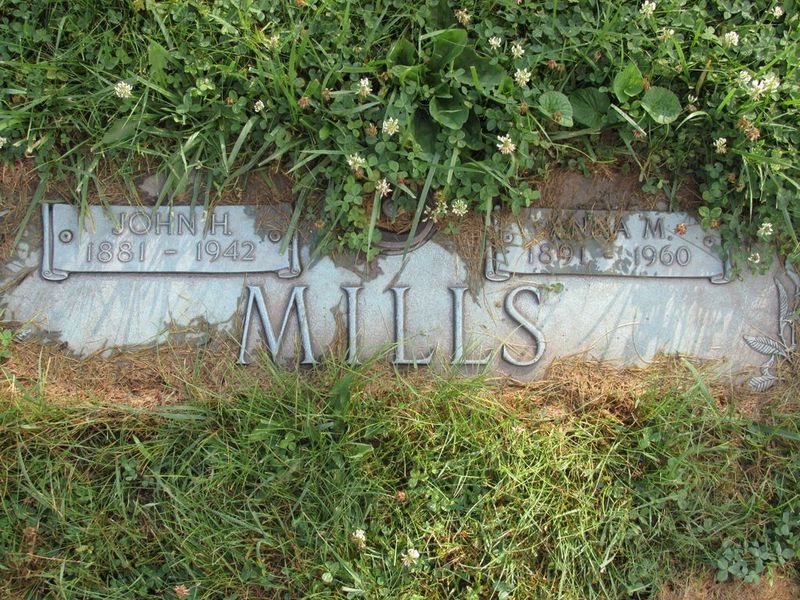 JOHN H.
1881 - 1942
ANNA M.
1891 - 1960
MILLS